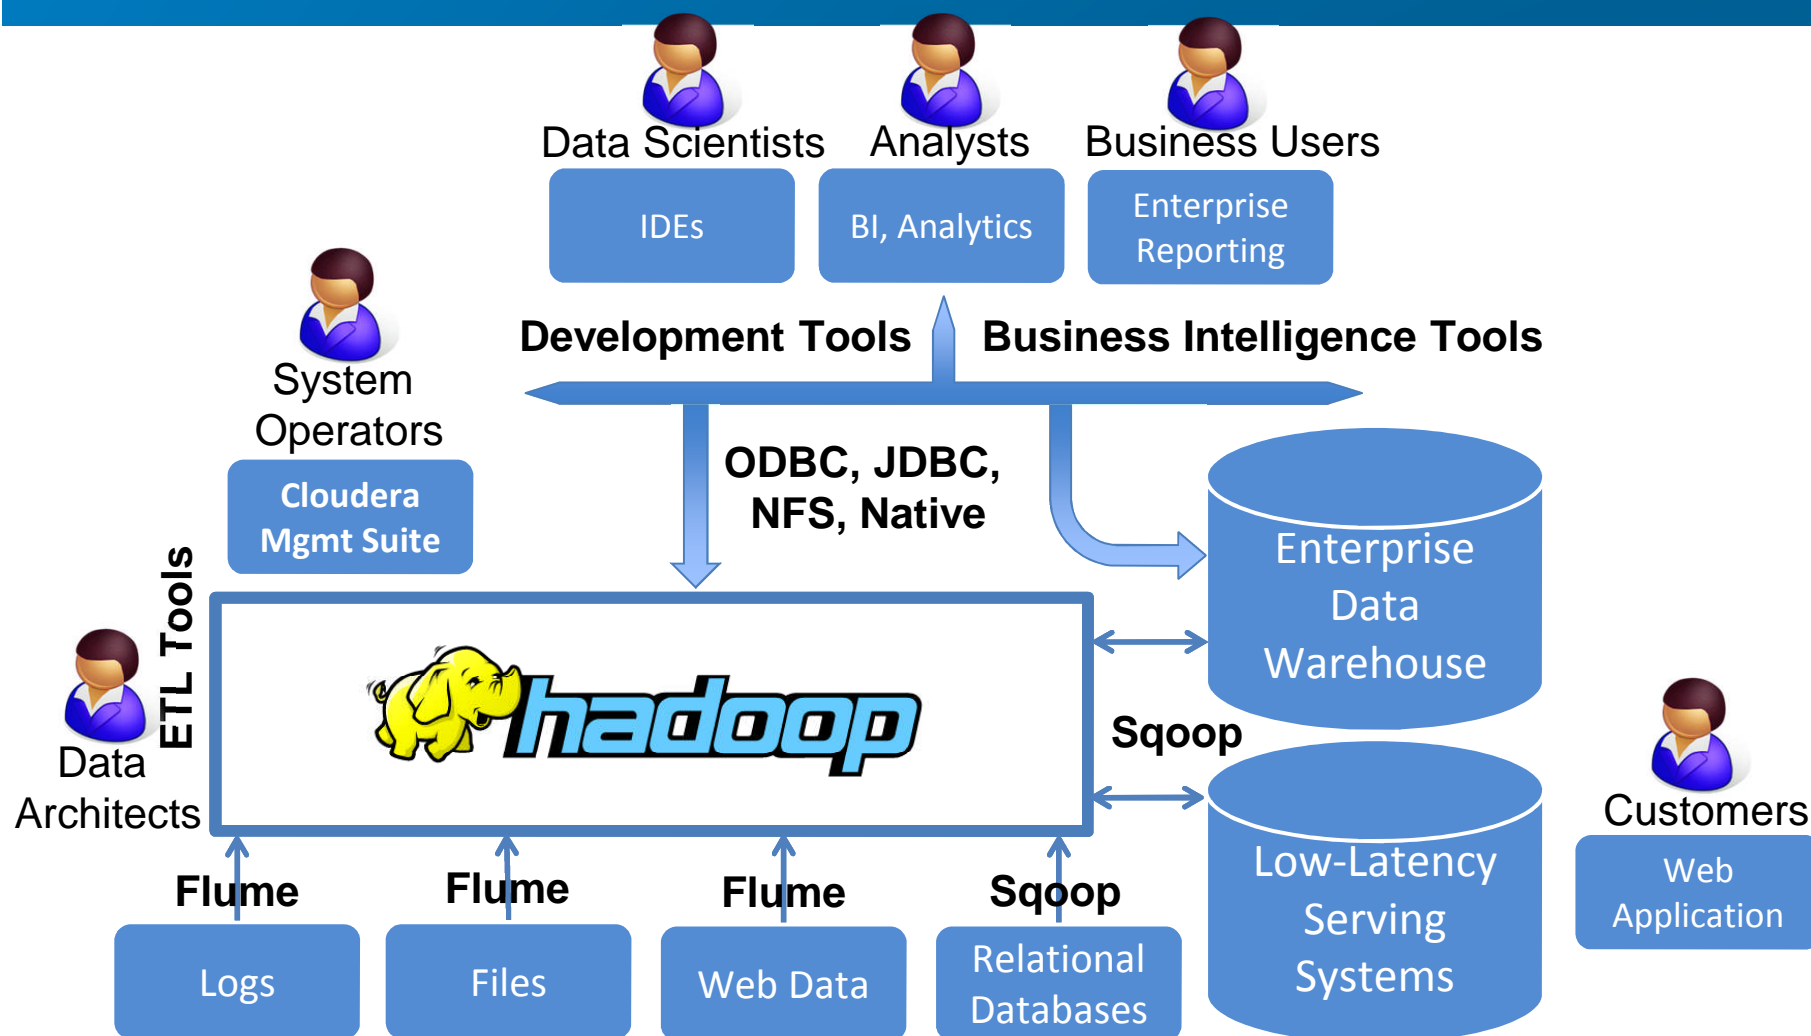 Data Scientists
Analysts
Business Users
IDEs
BI, Analytics
Enterprise
Reporting
Development Tools
Business Intelligence Tools
System
Operators
Cloudera
Mgmt Suite
ODBC, JDBC,
NFS, Native
Enterprise
Data
Warehouse
ETL Tools
Data
Architects
hadoop
Sqoop
Customers
Web
Application
Low-Latency
Serving
Systems
Flume
Flume
Flume
Sqoop
Logs
Files
Web Data
Relational
Databases